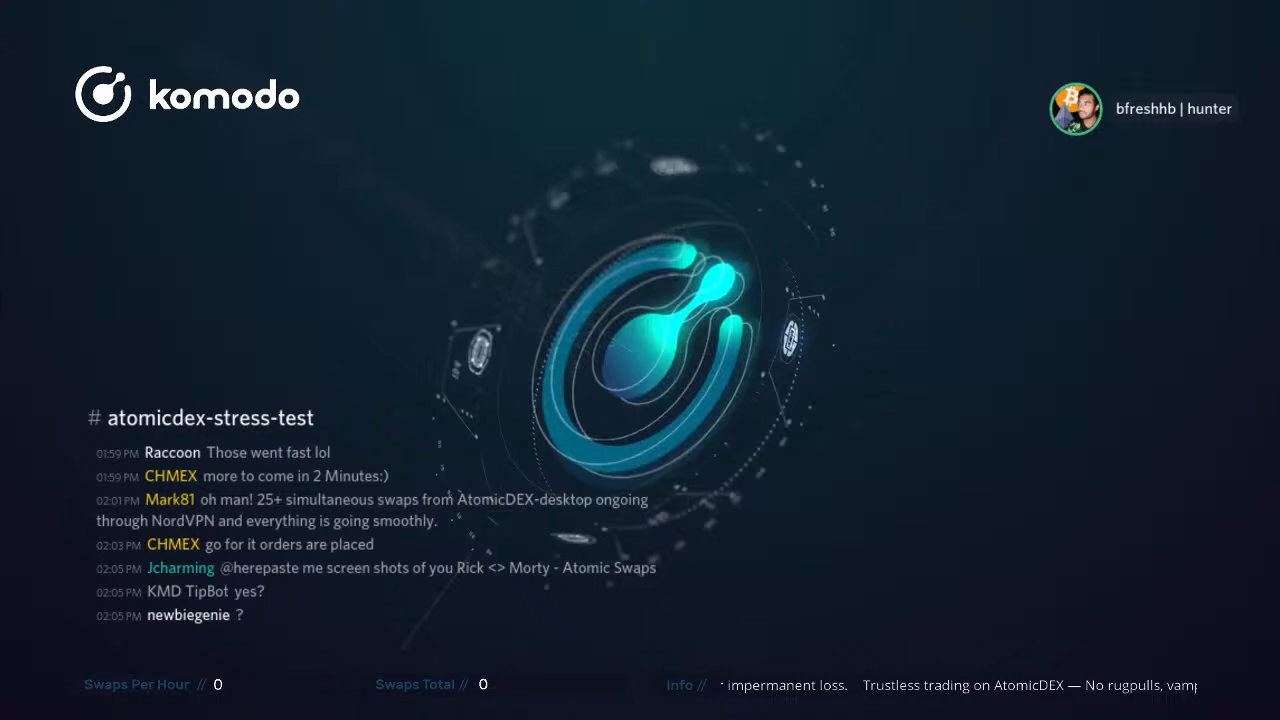 komodo
bfreshhb | hunter
# atomicdex-stress-test
01:59 PM Raccoon Those went fast lol
01:59 PM CHMEX more to come in 2 Minutes:)
02:01 PM Mark81 oh man! 25+ simultaneous swaps from AtomicDEX-desktop ongoing
through NordVPN and everything is going smoothly.
02:03 PM CHMEX go for it orders are placed
02:05 PM Jcharming @herepaste me screen shots of you Rick <> Morty - Atomic Swaps
02:05 PM KMD TipBot yes?
02:05 PM newbiegenie ?
Swaps Per Hour // 0
Swaps Total // 0
Info // impermanent loss. Trustless trading on AtomicDEX — No rugpulls, vamp